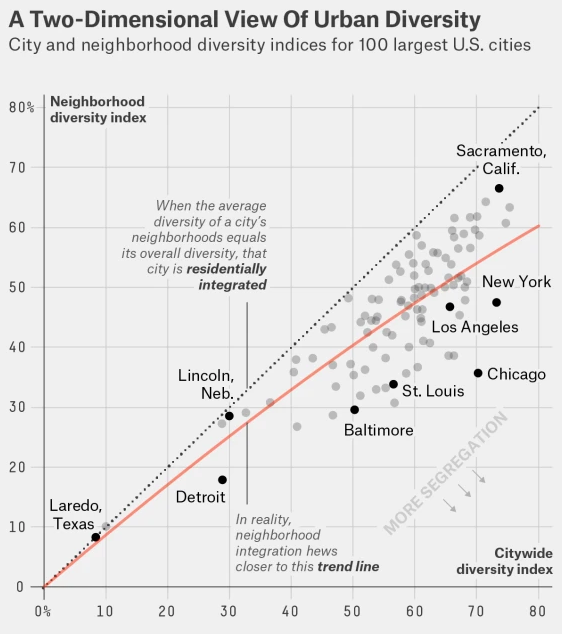 A Two-Dimensional View Of Urban Diversity
City and neighborhood diversity indices for 100 largest U.S. cities
80%
Neighborhood
diversity index
Sacramento,
Calif.
70
When the average
diversity of a city's
neighborhoods equals
its overall diversity, that
city is residentially
integrated
60
50
New York
Los Angeles
40
Lincoln,
Neb.
Chicago
St. Louis
30
Baltimore
20
Detroit
MORE SEGREGATION
Laredo,
Texas
10
In reality,
neighborhood
integration hews
closer to this trend line
Citywide
diversity index
0
0%
10
20
30
40
50
60
70
80